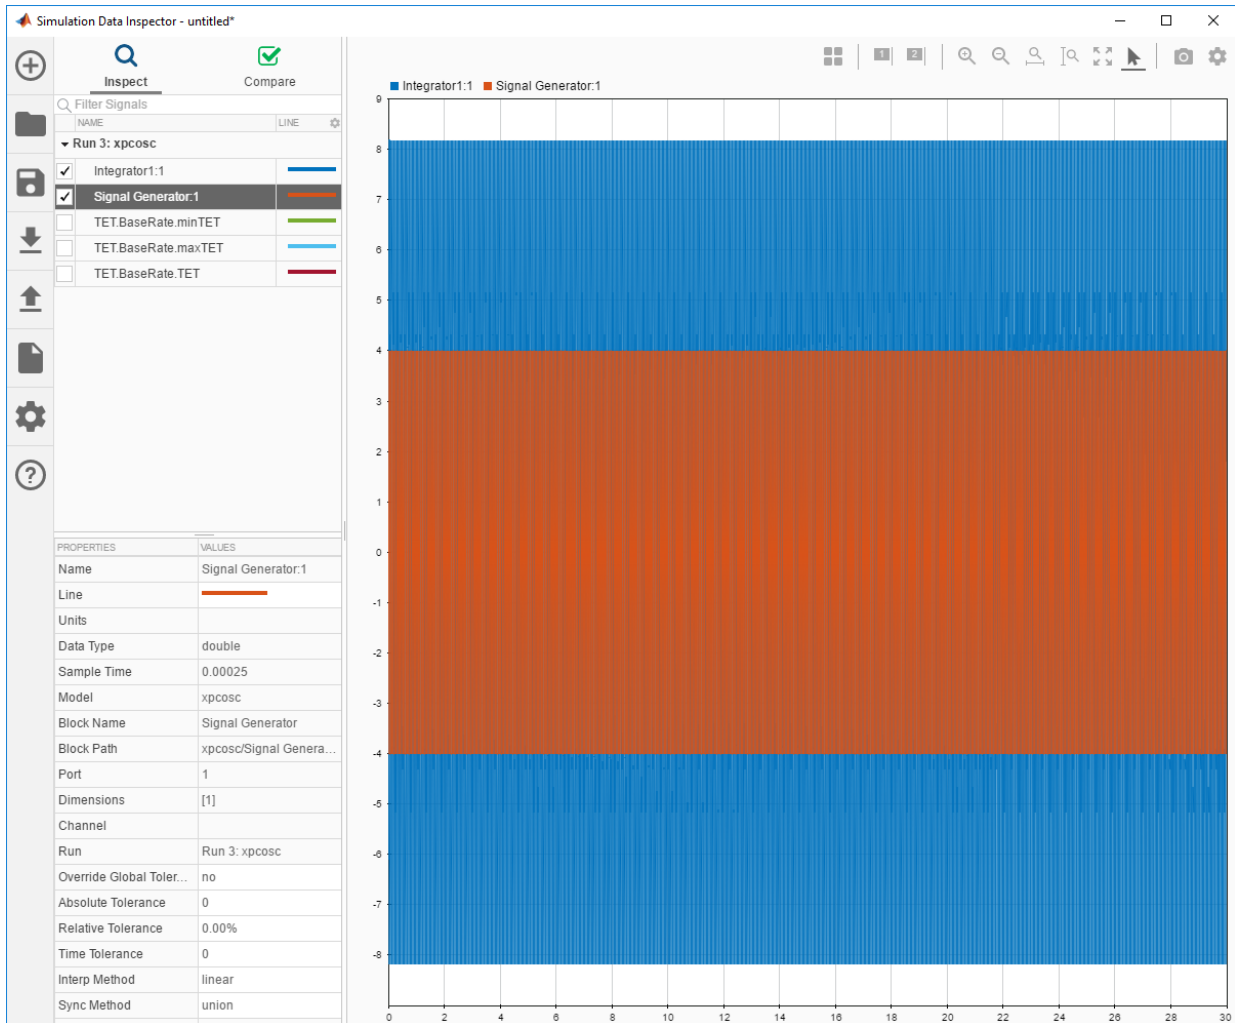 Simulation Data Inspector - untitled*
Inspect
Compare
Filter Signals
NAME LINE
Run 3: xpcosc
Integrator1:1
Signal Generator:1
TET.BaseRate.minTET
TET.BaseRate.maxTET
TET.BaseRate.TET
PROPERTIES VALUES
Name Signal Generator:1
Line
Units
Data Type double
Sample Time 0.00025
Model xpcosc
Block Name Signal Generator
Block Path xpcosc/Signal Genera...
Port 1
Dimensions [1]
Channel
Run Run 3: xpcosc
Override Global Toler... no
Absolute Tolerance 0
Relative Tolerance 0.00%
Time Tolerance 0
Interp Method linear
Sync Method union
1 2
Integrator1:1 Signal Generator:1
9
8
7
6
5
4
3
2
1
0
-1
-2
-3
-4
-5
-6
-7
-8
0 2 4 6 8 10 12 14 16 18 20 22 24 26 28 30